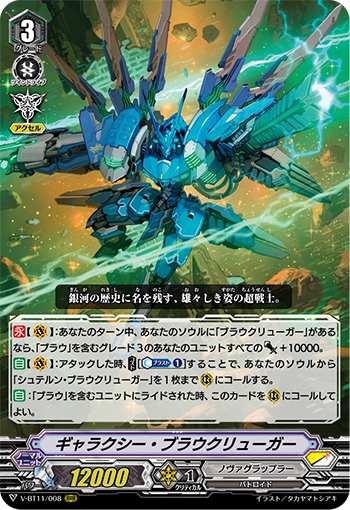 3
グレード
ツインドライブ
アクセル
銀河の歴史に名を残す、雄々しき姿の超戦士。
永【】:あなたのターン中、あなたのソウルに「ブラウクリューガー」がある
なら、「ブラウ」を含むグレード3のあなたのユニットすべての+10000。
自【】:アタックした時、[ブラスト①]することで、あなたのソウルから
「シュテルン・ブラウクリューガー」を1枚までにコールする。
自:「ブラウ」を含むユニットにライドされた時、このカードをにコールし
てよい。
ギャラクシー・ブラウクリューガー
ノーマル
ユニット
パワー
12000
1
クリティカル
ノヴァグラップラー
バトロイド
V-BT11/008 RRR
イラスト/タカヤマトシアキ